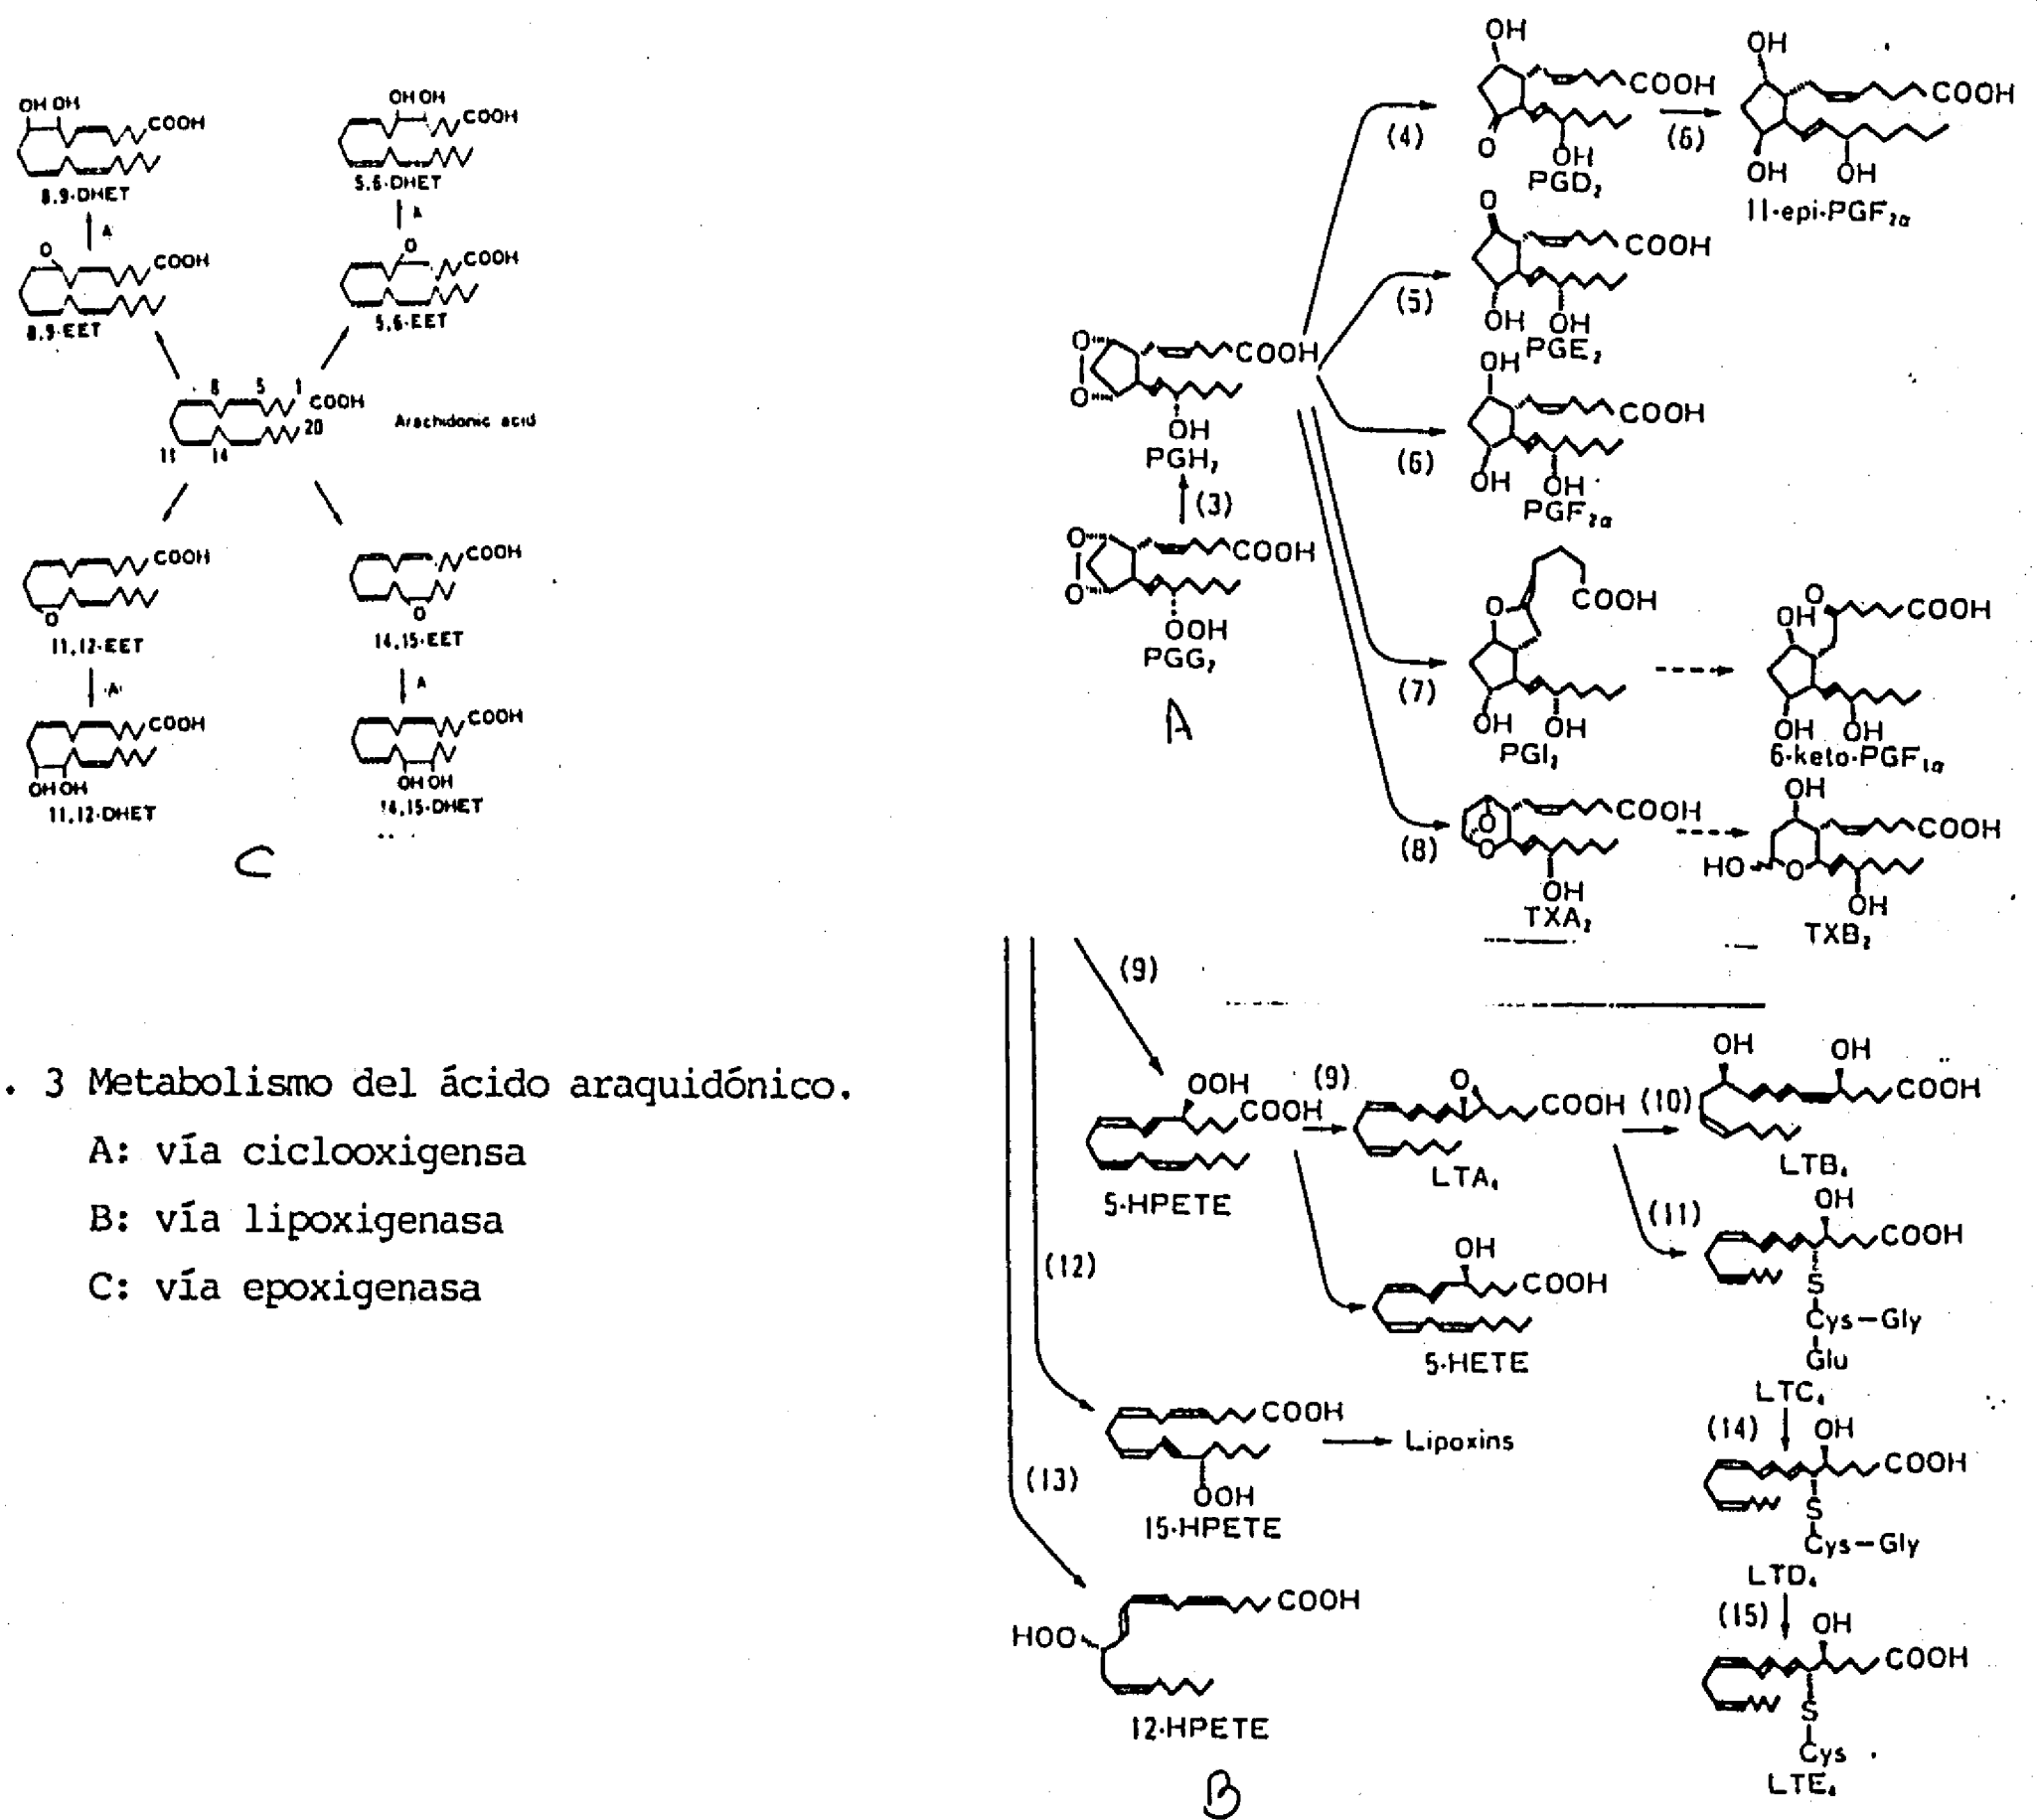 OH OH
COOH
8,9-DHET
A
O
COOH
8,9-EET
OH OH
COOH
5,6-DHET
A
O
COOH
5,6-EET
8 5 1
COOH
20
11 14
Arachidonic acid
COOH
O
11,12-EET
A
COOH
OH OH
11,12-DHET
COOH
O
14,15-EET
A
COOH
OH OH
14,15-DHET
C
O
O
COOH
OH
PGH₂
(3)
O
O
COOH
OOH
PGG₂
A
(4)
OH
COOH
O
OH
PGD₂
(6)
OH
COOH
OH
OH
11-epi-PGF₂α
(5)
O
COOH
OH OH
PGE₂
(6)
OH
COOH
OH OH
PGF₂α
(7)
O
COOH
OH OH
PGI₂
OH
O
COOH
OH OH
6-keto-PGF₁α
(8)
COOH
O
O
OH
TXA₂
OH
COOH
HO
O
OH
TXB₂
. 3 Metabolismo del ácido araquidónico.
A: vía ciclooxigensa
B: vía lipoxigenasa
C: vía epoxigenasa
(9)
OOH
COOH
5-HPETE
(9)
O
COOH
LTA₄
(10)
OH OH
COOH
LTB₄
OH
COOH
5-HETE
(11)
OH
COOH
S
Cys-Gly
Glu
LTC₄
(14)
OH
COOH
S
Cys-Gly
LTD₄
(15)
OH
COOH
S
Cys
LTE₄
(12)
COOH
OOH
15-HPETE
Lipoxins
(13)
COOH
HOO
12-HPETE
B